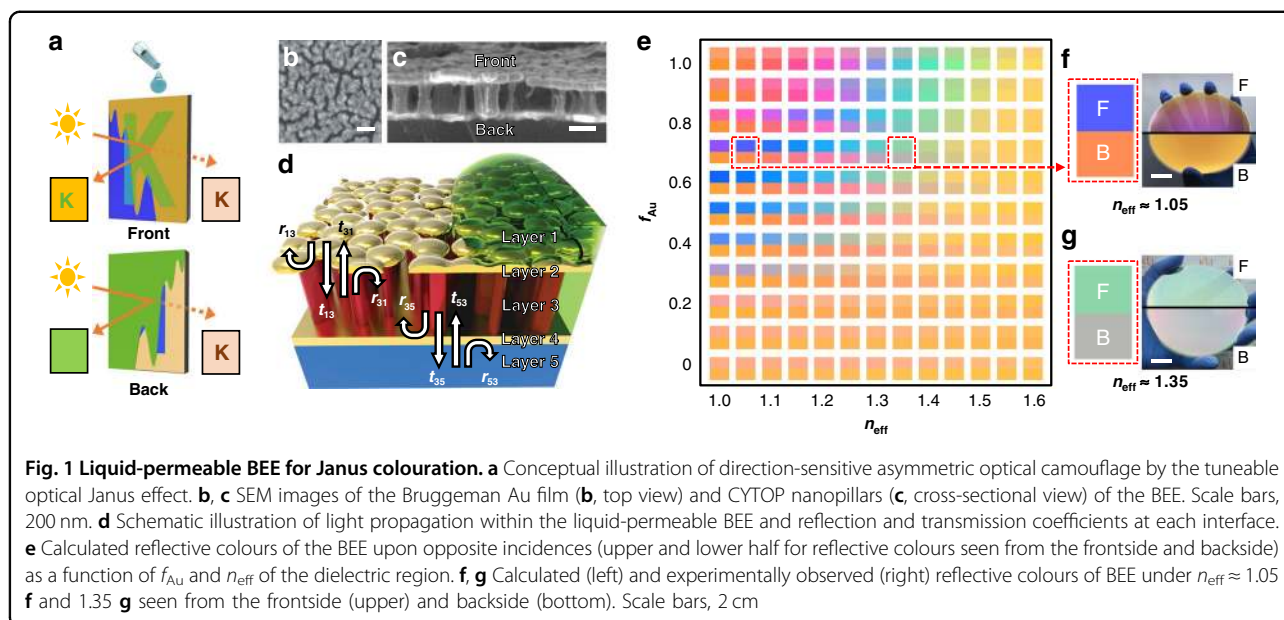 a
K
K
K
Front
K
Back
b
c
Front
Back
d
r13
t31
t13
r31
r35
t53
t35
r53
Layer 1
Layer 2
Layer 3
Layer 4
Layer 5
e
1.0
0.8
0.6
0.4
0.2
0
fAu
1.0 1.1 1.2 1.3 1.4 1.5 1.6
neff
f
F
B
F
B
neff ≈ 1.05
g
F
B
F
B
neff ≈ 1.35
Fig. 1 Liquid-permeable BEE for Janus colouration. a Conceptual illustration of direction-sensitive asymmetric optical camouflage by the tuneable
optical Janus effect. b, c SEM images of the Bruggeman Au film (b, top view) and CYTOP nanopillars (c, cross-sectional view) of the BEE. Scale bars,
200 nm. d Schematic illustration of light propagation within the liquid-permeable BEE and reflection and transmission coefficients at each interface.
e Calculated reflective colours of the BEE upon opposite incidences (upper and lower half for reflective colours seen from the frontside and backside)
as a function of fAu and neff of the dielectric region. f, g Calculated (left) and experimentally observed (right) reflective colours of BEE under neff ≈ 1.05
f and 1.35 g seen from the frontside (upper) and backside (bottom). Scale bars, 2 cm